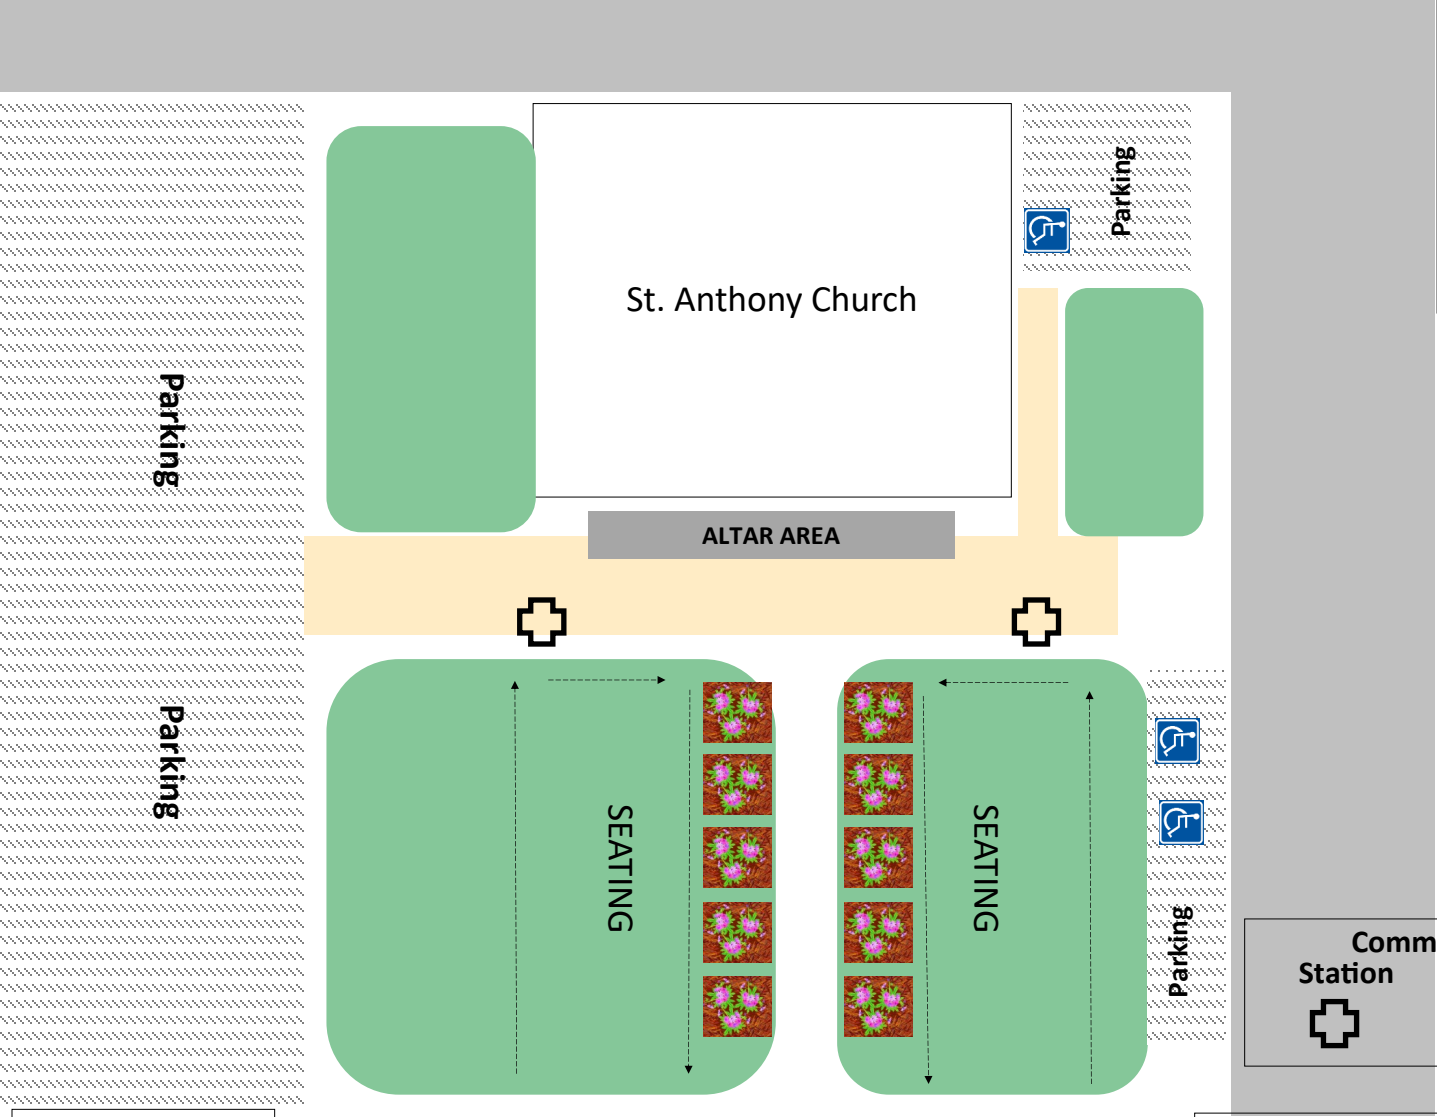 Parking
St. Anthony Church
Parking
ALTAR AREA
Parking
SEATING
SEATING
Parking
Comm
Station